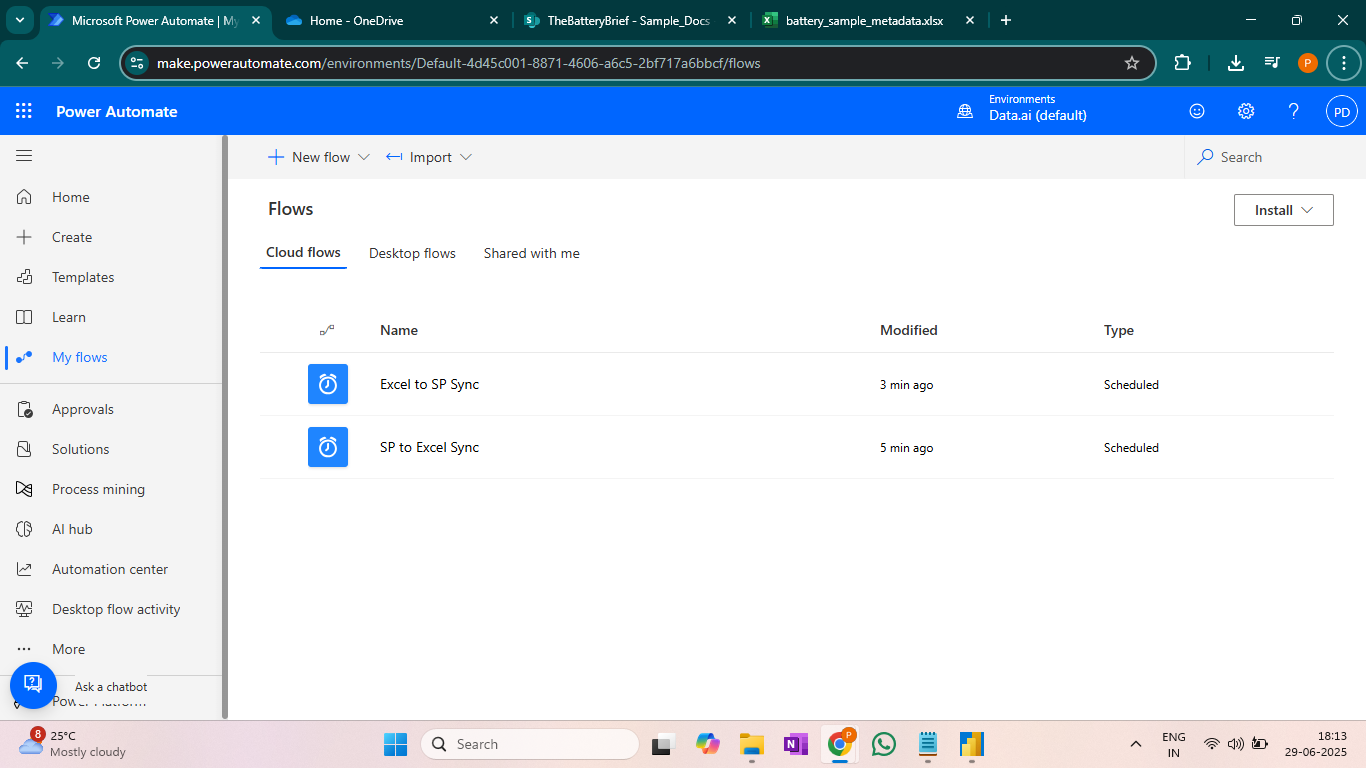 Microsoft Power Automate | My
Home - OneDrive
TheBatteryBrief - Sample_Docs
battery_sample_metadata.xlsx
make.powerautomate.com/environments/Default-4d45c001-8871-4606-a6c5-2bf717a6bbcf/flows
P
Power Automate
Environments
Data.ai (default)
PD
New flow
Import
Search
Home
Create
Templates
Learn
My flows
Approvals
Solutions
Process mining
AI hub
Automation center
Desktop flow activity
More
Ask a chatbot
Power Platform
Flows
Install
Cloud flows
Desktop flows
Shared with me
Name
Modified
Type
Excel to SP Sync
3 min ago
Scheduled
SP to Excel Sync
5 min ago
Scheduled
8
25°C
Mostly cloudy
Search
P
ENG
IN
18:13
29-06-2025